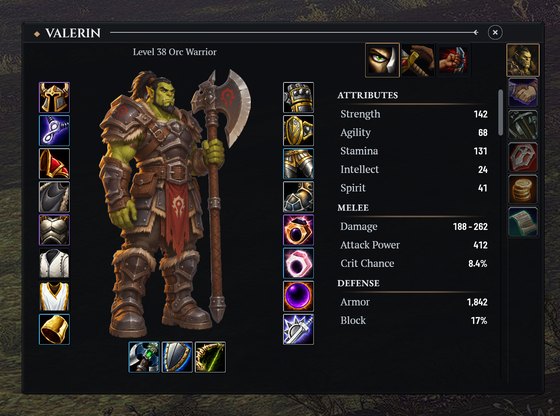 VALERIN
Level 38 Orc Warrior
ATTRIBUTES
Strength 142
Agility 68
Stamina 131
Intellect 24
Spirit 41
MELEE
Damage 188 - 262
Attack Power 412
Crit Chance 8.4%
DEFENSE
Armor 1,842
Block 17%